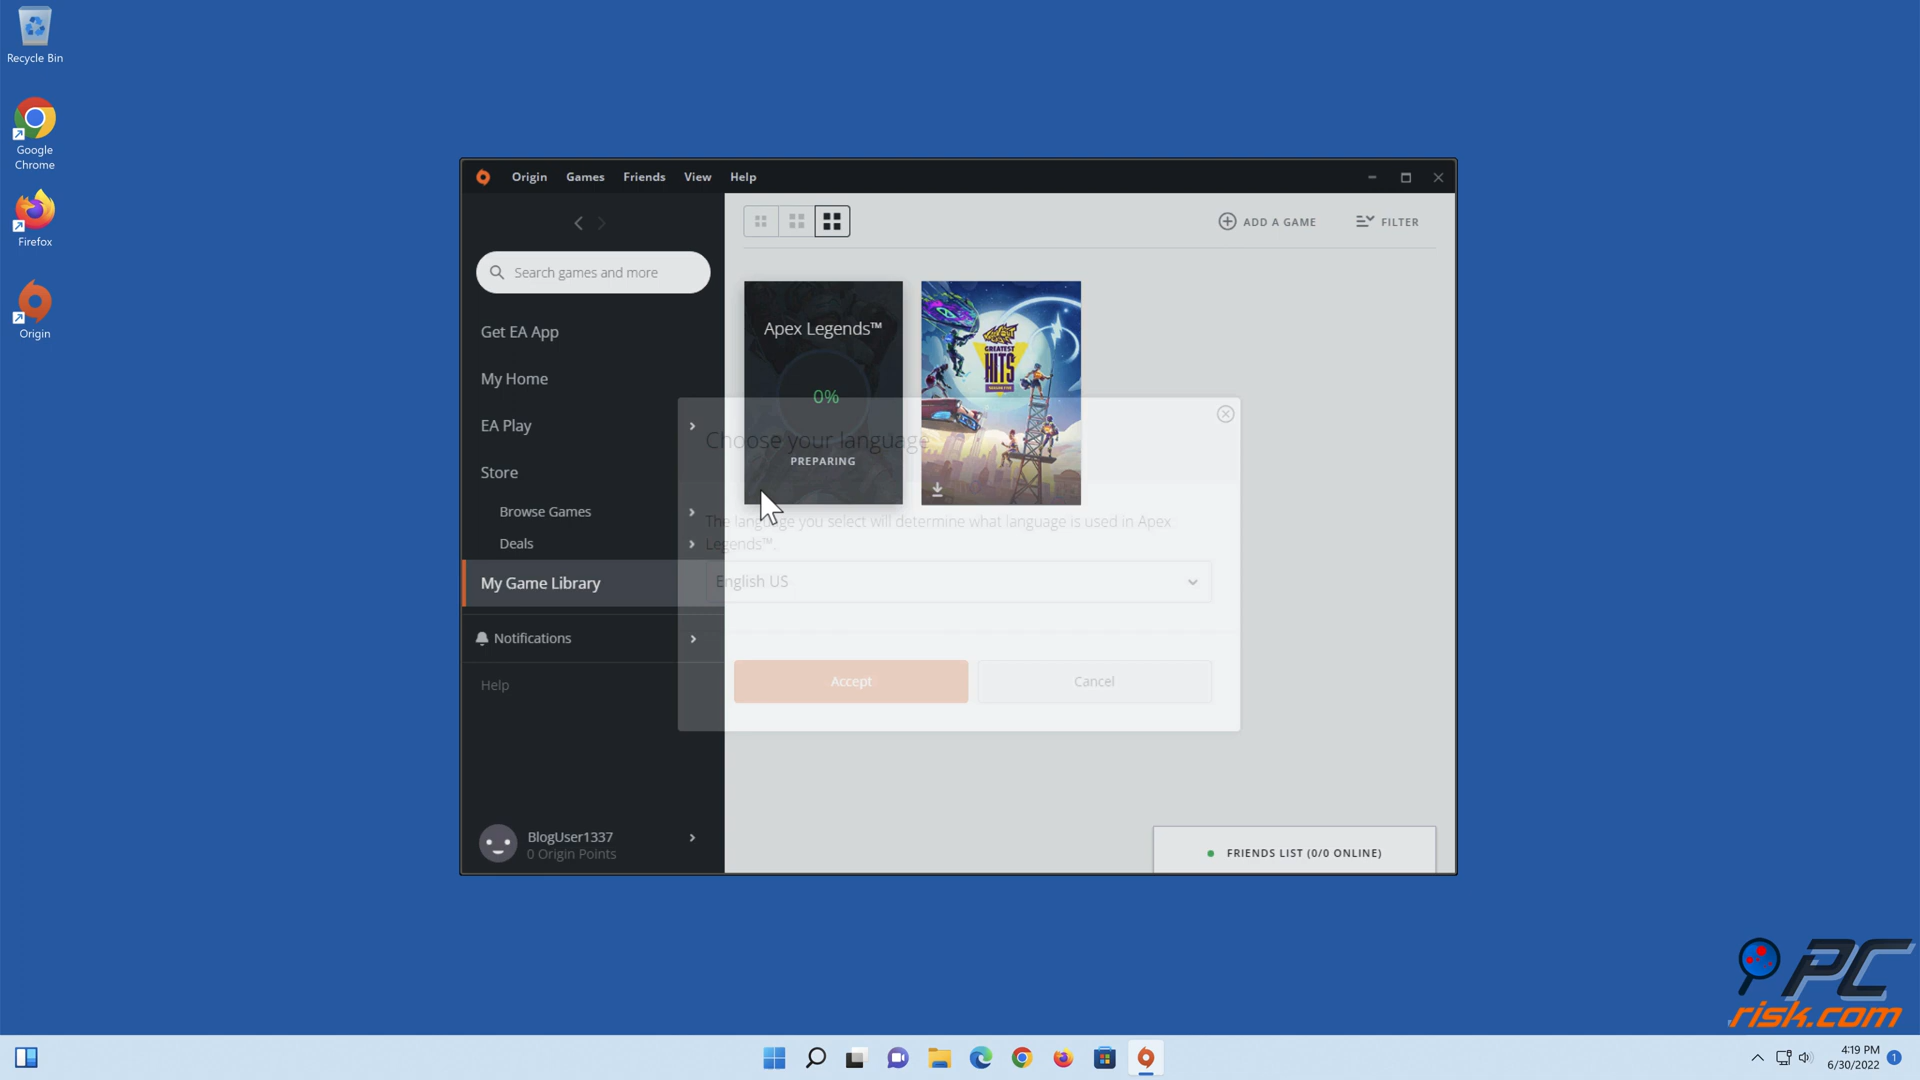 Recycle Bin
Google
Chrome
Firefox
Origin
Origin Games Friends View Help
Search games and more
Get EA App
My Home
EA Play
Store
Browse Games
Deals
My Game Library
Notifications
Help
BlogUser1337
0 Origin Points
ADD A GAME
FILTER
Apex Legends™
0%
PREPARING
KNOCKOUT CITY
GREATEST
HITS
Choose your language
The language you select will determine what language is used in Apex
Legends™.
English US
Accept
Cancel
FRIENDS LIST (0/0 ONLINE)
PC
risk.com
4:19 PM
6/30/2022
1